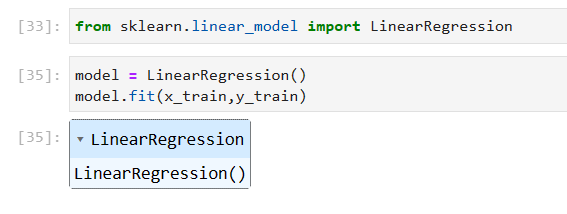 [33]: from sklearn.linear_model import LinearRegression
[35]: model = LinearRegression()
model.fit(x_train,y_train)
[35]: ▾ LinearRegression
LinearRegression()